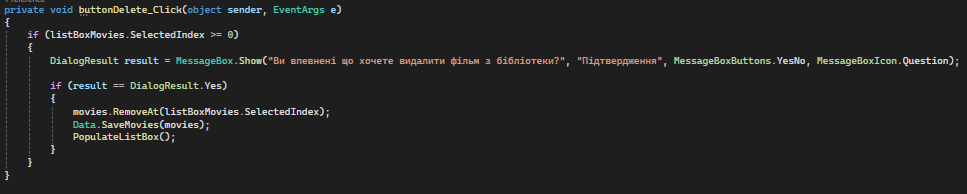 private void buttonDelete_Click(object sender, EventArgs e)
{
    if (listBoxMovies.SelectedIndex >= 0)
    {
        DialogResult result = MessageBox.Show("Ви впевнені що хочете видалити фільм з бібліотеки?", "Підтвердження", MessageBoxButtons.YesNo, MessageBoxIcon.Question);
        if (result == DialogResult.Yes)
        {
            movies.RemoveAt(listBoxMovies.SelectedIndex);
            Data.SaveMovies(movies);
            PopulateListBox();
        }
    }
}